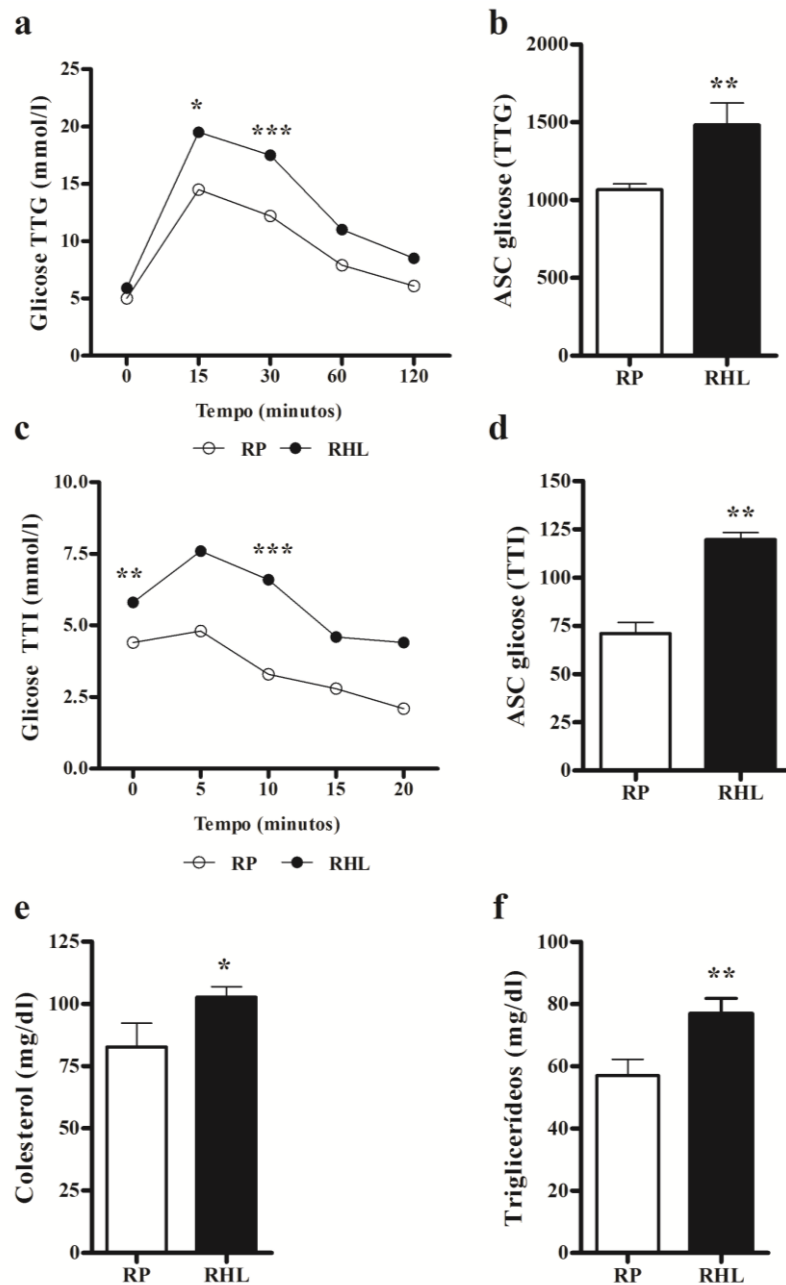 a
Glicose TTG (mmol/l)
25
20
15
10
5
0
*
***
0 15 30 60 120
Tempo (minutos)
RP RHL
b
ASC glicose (TTG)
2000
1500
1000
500
0
**
RP RHL
c
Glicose TTI (mmol/l)
10.0
7.5
5.0
2.5
0.0
**
***
0 5 10 15 20
Tempo (minutos)
RP RHL
d
ASC glicose (TTI)
150
125
100
75
50
25
0
**
RP RHL
e
Colesterol (mg/dl)
125
100
75
50
25
0
*
RP RHL
f
Triglicerídeos (mg/dl)
100
80
60
40
20
0
**
RP RHL